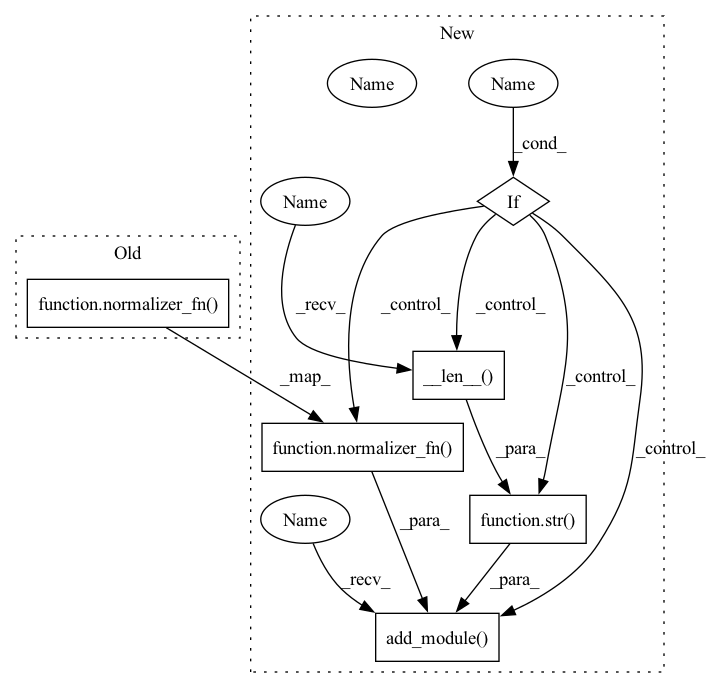 New
Name
Name
_cond_
Name
If
Old
function.normalizer_fn()
_recv_
_control_
_control_
_map_
__len__()
_control_
function.normalizer_fn()
_para_
_control_
Name
_para_
function.str()
_recv_
_para_
add_module()